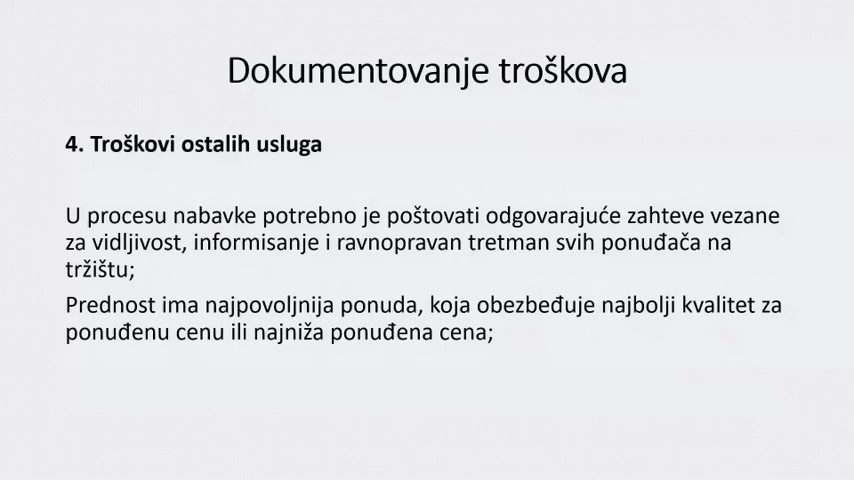 Dokumentovanje troškova
4. Troškovi ostalih usluga
U procesu nabavke potrebno je poštovati odgovarajuće zahteve vezane
za vidljivost, informisanje i ravnopravan tretman svih ponuđača na
tržištu;
Prednost ima najpovoljnija ponuda, koja obezbeđuje najbolji kvalitet za
ponuđenu cenu ili najniža ponuđena cena;